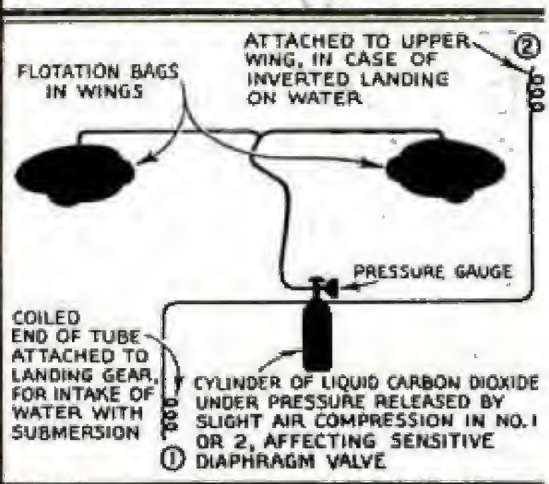 FLOTATION BAGS
IN WINGS
ATTACHED TO UPPER
WING, IN CASE OF
INVERTED LANDING
ON WATER
②
PRESSURE GAUGE
COILED
END OF TUBE
ATTACHED TO
LANDING GEAR,
FOR INTAKE OF
WATER WITH
SUBMERSION
①
CYLINDER OF LIQUID CARBON DIOXIDE
UNDER PRESSURE RELEASED BY
SLIGHT AIR COMPRESSION IN NO.1
OR 2, AFFECTING SENSITIVE
DIAPHRAGM VALVE